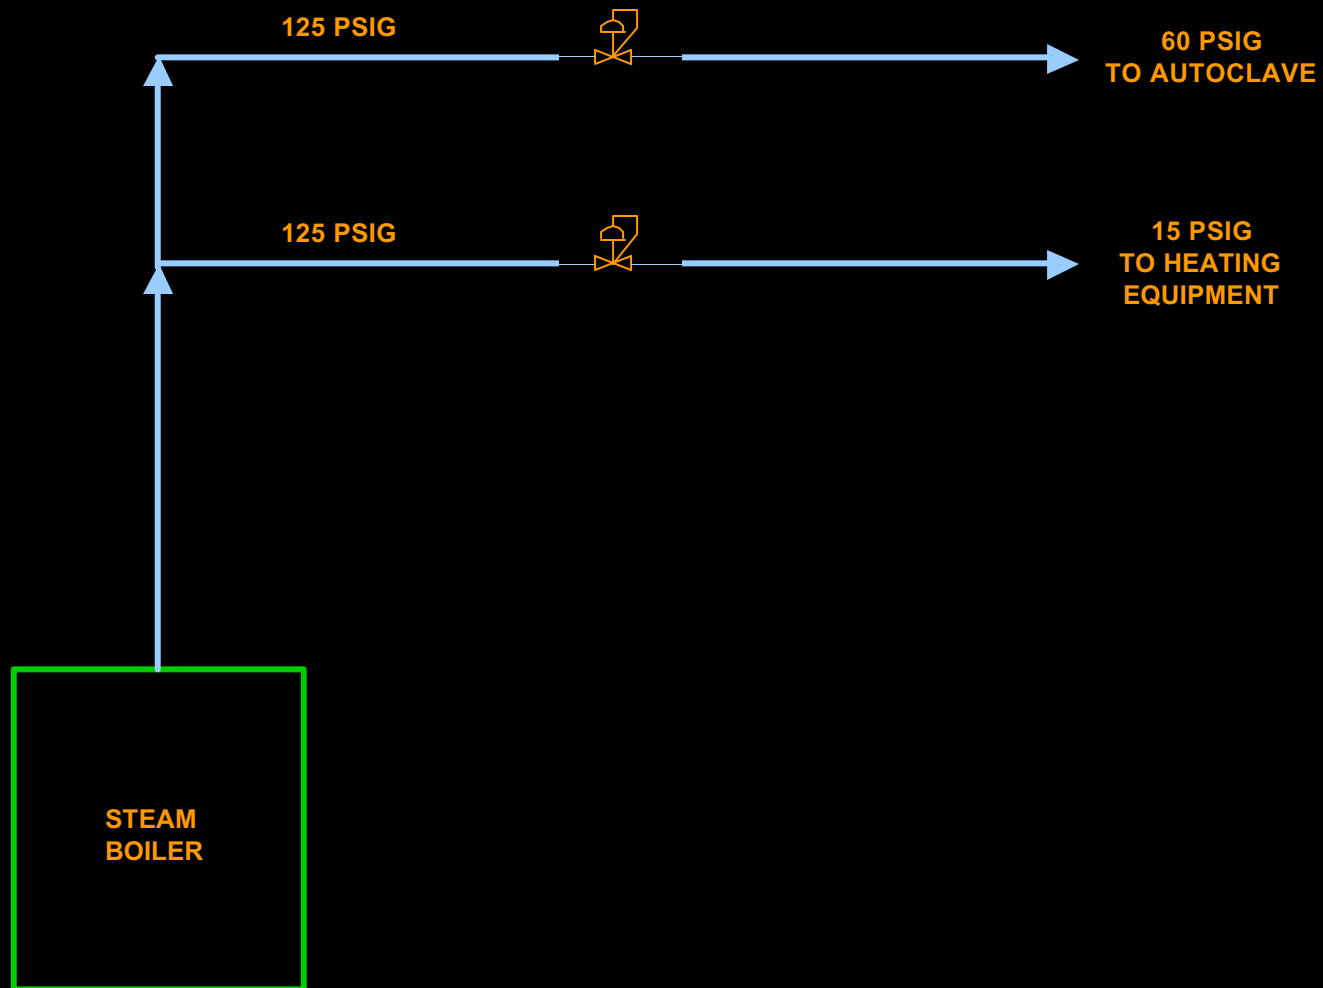 125 PSIG
60 PSIG
TO AUTOCLAVE
125 PSIG
15 PSIG
TO HEATING
EQUIPMENT
STEAM
BOILER